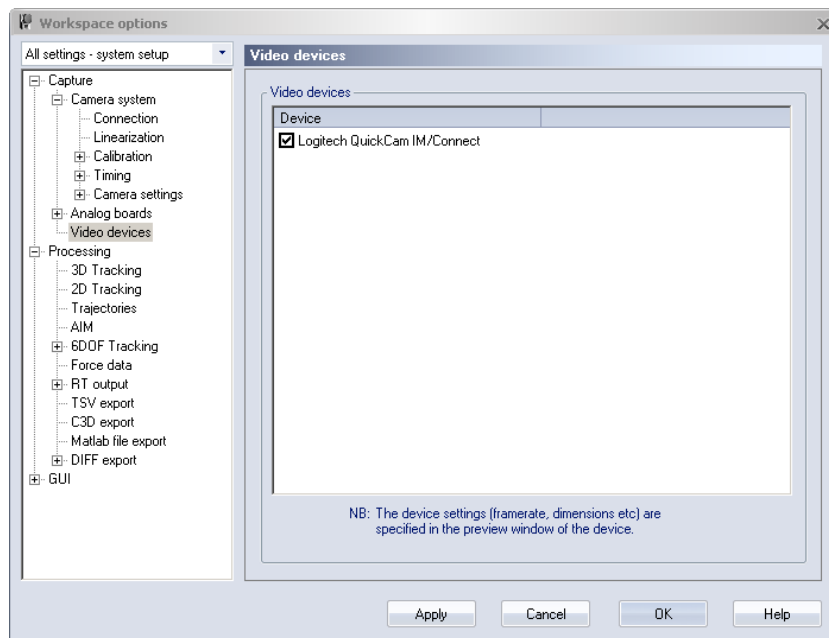 Workspace options
All settings - system setup
Capture
Camera system
Connection
Linearization
Calibration
Timing
Camera settings
Analog boards
Video devices
Processing
3D Tracking
2D Tracking
Trajectories
AIM
6DOF Tracking
Force data
RT output
TSV export
C3D export
Matlab file export
DIFF export
GUI
Video devices
Video devices
Device
Logitech QuickCam IM/Connect
NB: The device settings (framerate, dimensions etc) are
specified in the preview window of the device.
Apply
Cancel
OK
Help